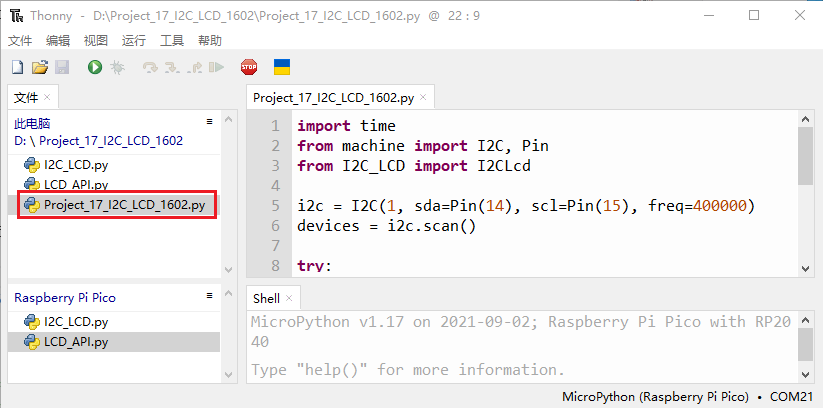 Thonny - D:\Project_17_I2C_LCD_1602\Project_17_I2C_LCD_1602.py @ 22 : 9
文件 编辑 视图 运行 工具 帮助
STOP
文件 ×
此电脑 ≡
D: \ Project_17_I2C_LCD_1602
I2C_LCD.py
LCD_API.py
Project_17_I2C_LCD_1602.py
Raspberry Pi Pico ≡
I2C_LCD.py
LCD_API.py
Project_17_I2C_LCD_1602.py ×
1 import time
2 from machine import I2C, Pin
3 from I2C_LCD import I2CLcd
4
5 i2c = I2C(1, sda=Pin(14), scl=Pin(15), freq=400000)
6 devices = i2c.scan()
7
8 try:
Shell ×
MicroPython v1.17 on 2021-09-02; Raspberry Pi Pico with RP20
40
Type "help()" for more information.
MicroPython (Raspberry Pi Pico) • COM21